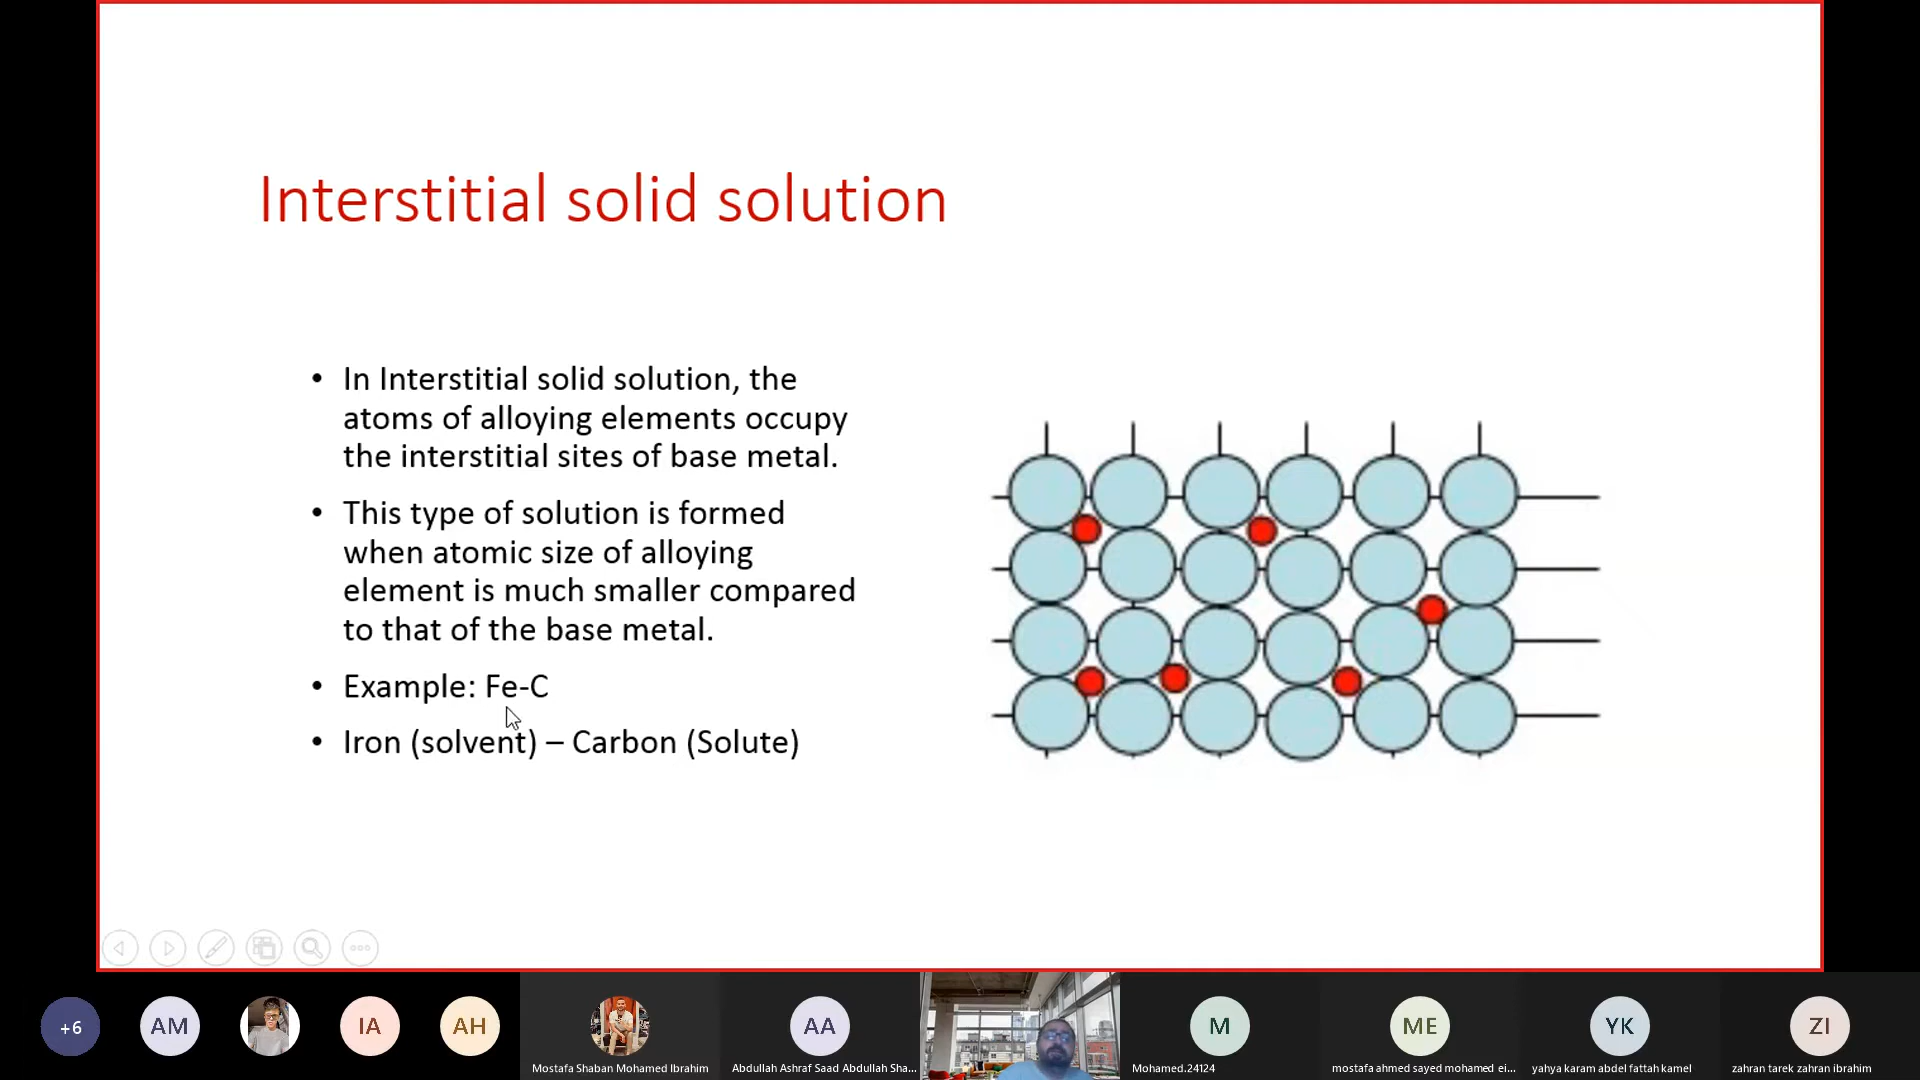 Interstitial solid solution
• In Interstitial solid solution, the
atoms of alloying elements occupy
the interstitial sites of base metal.
• This type of solution is formed
when atomic size of alloying
element is much smaller compared
to that of the base metal.
• Example: Fe-C
• Iron (solvent) – Carbon (Solute)
+6
AM
IA
AH
AA
M
ME
YK
ZI
Mostafa Shaban Mohamed Ibrahim
Abdullah Ashraf Saad Abdullah Sha...
Mohamed.24124
mostafa ahmed sayed mohamed ei...
yahya karam abdel fattah kamel
zahran tarek zahran ibrahim